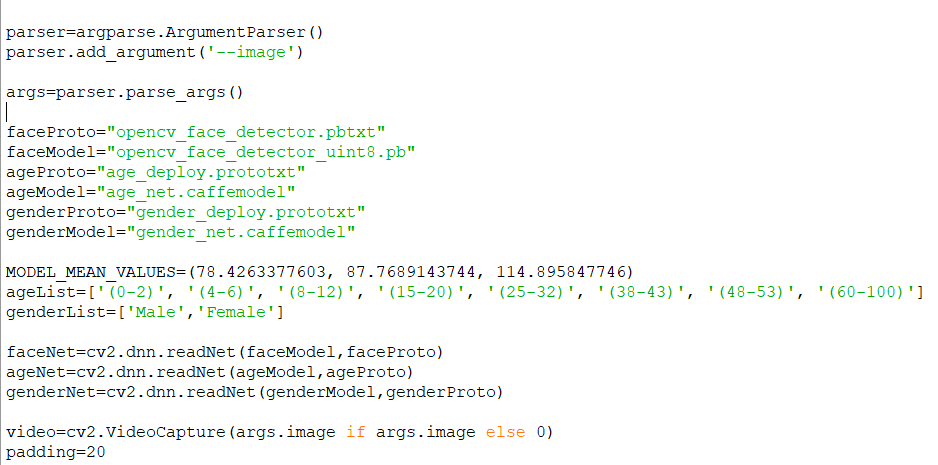 parser=argparse.ArgumentParser()
parser.add_argument('--image')
args=parser.parse_args()
faceProto="opencv_face_detector.pbtxt"
faceModel="opencv_face_detector_uint8.pb"
ageProto="age_deploy.prototxt"
ageModel="age_net.caffemodel"
genderProto="gender_deploy.prototxt"
genderModel="gender_net.caffemodel"
MODEL_MEAN_VALUES=(78.4263377603, 87.7689143744, 114.895847746)
ageList=['(0-2)', '(4-6)', '(8-12)', '(15-20)', '(25-32)', '(38-43)', '(48-53)', '(60-100)']
genderList=['Male','Female']
faceNet=cv2.dnn.readNet(faceModel,faceProto)
ageNet=cv2.dnn.readNet(ageModel,ageProto)
genderNet=cv2.dnn.readNet(genderModel,genderProto)
video=cv2.VideoCapture(args.image if args.image else 0)
padding=20